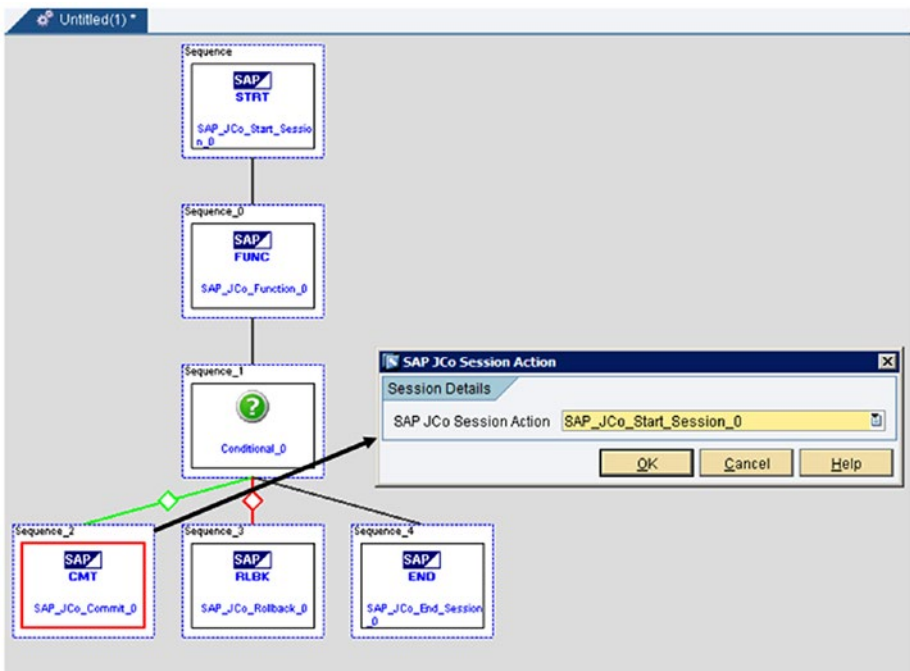 Untitled(1) *
Sequence
SAP
STRT
SAP_JCo_Start_Sessio
n_0
Sequence_0
SAP
FUNC
SAP_JCo_Function_0
Sequence_1
?
Conditional_0
SAP JCo Session Action
Session Details
SAP JCo Session Action SAP_JCo_Start_Session_0
OK Cancel Help
Sequence_2
SAP
CMT
SAP_JCo_Commit_0
Sequence_3
SAP
RLBK
SAP_JCo_Rollback_0
Sequence_4
SAP
END
SAP_JCo_End_Session
_0